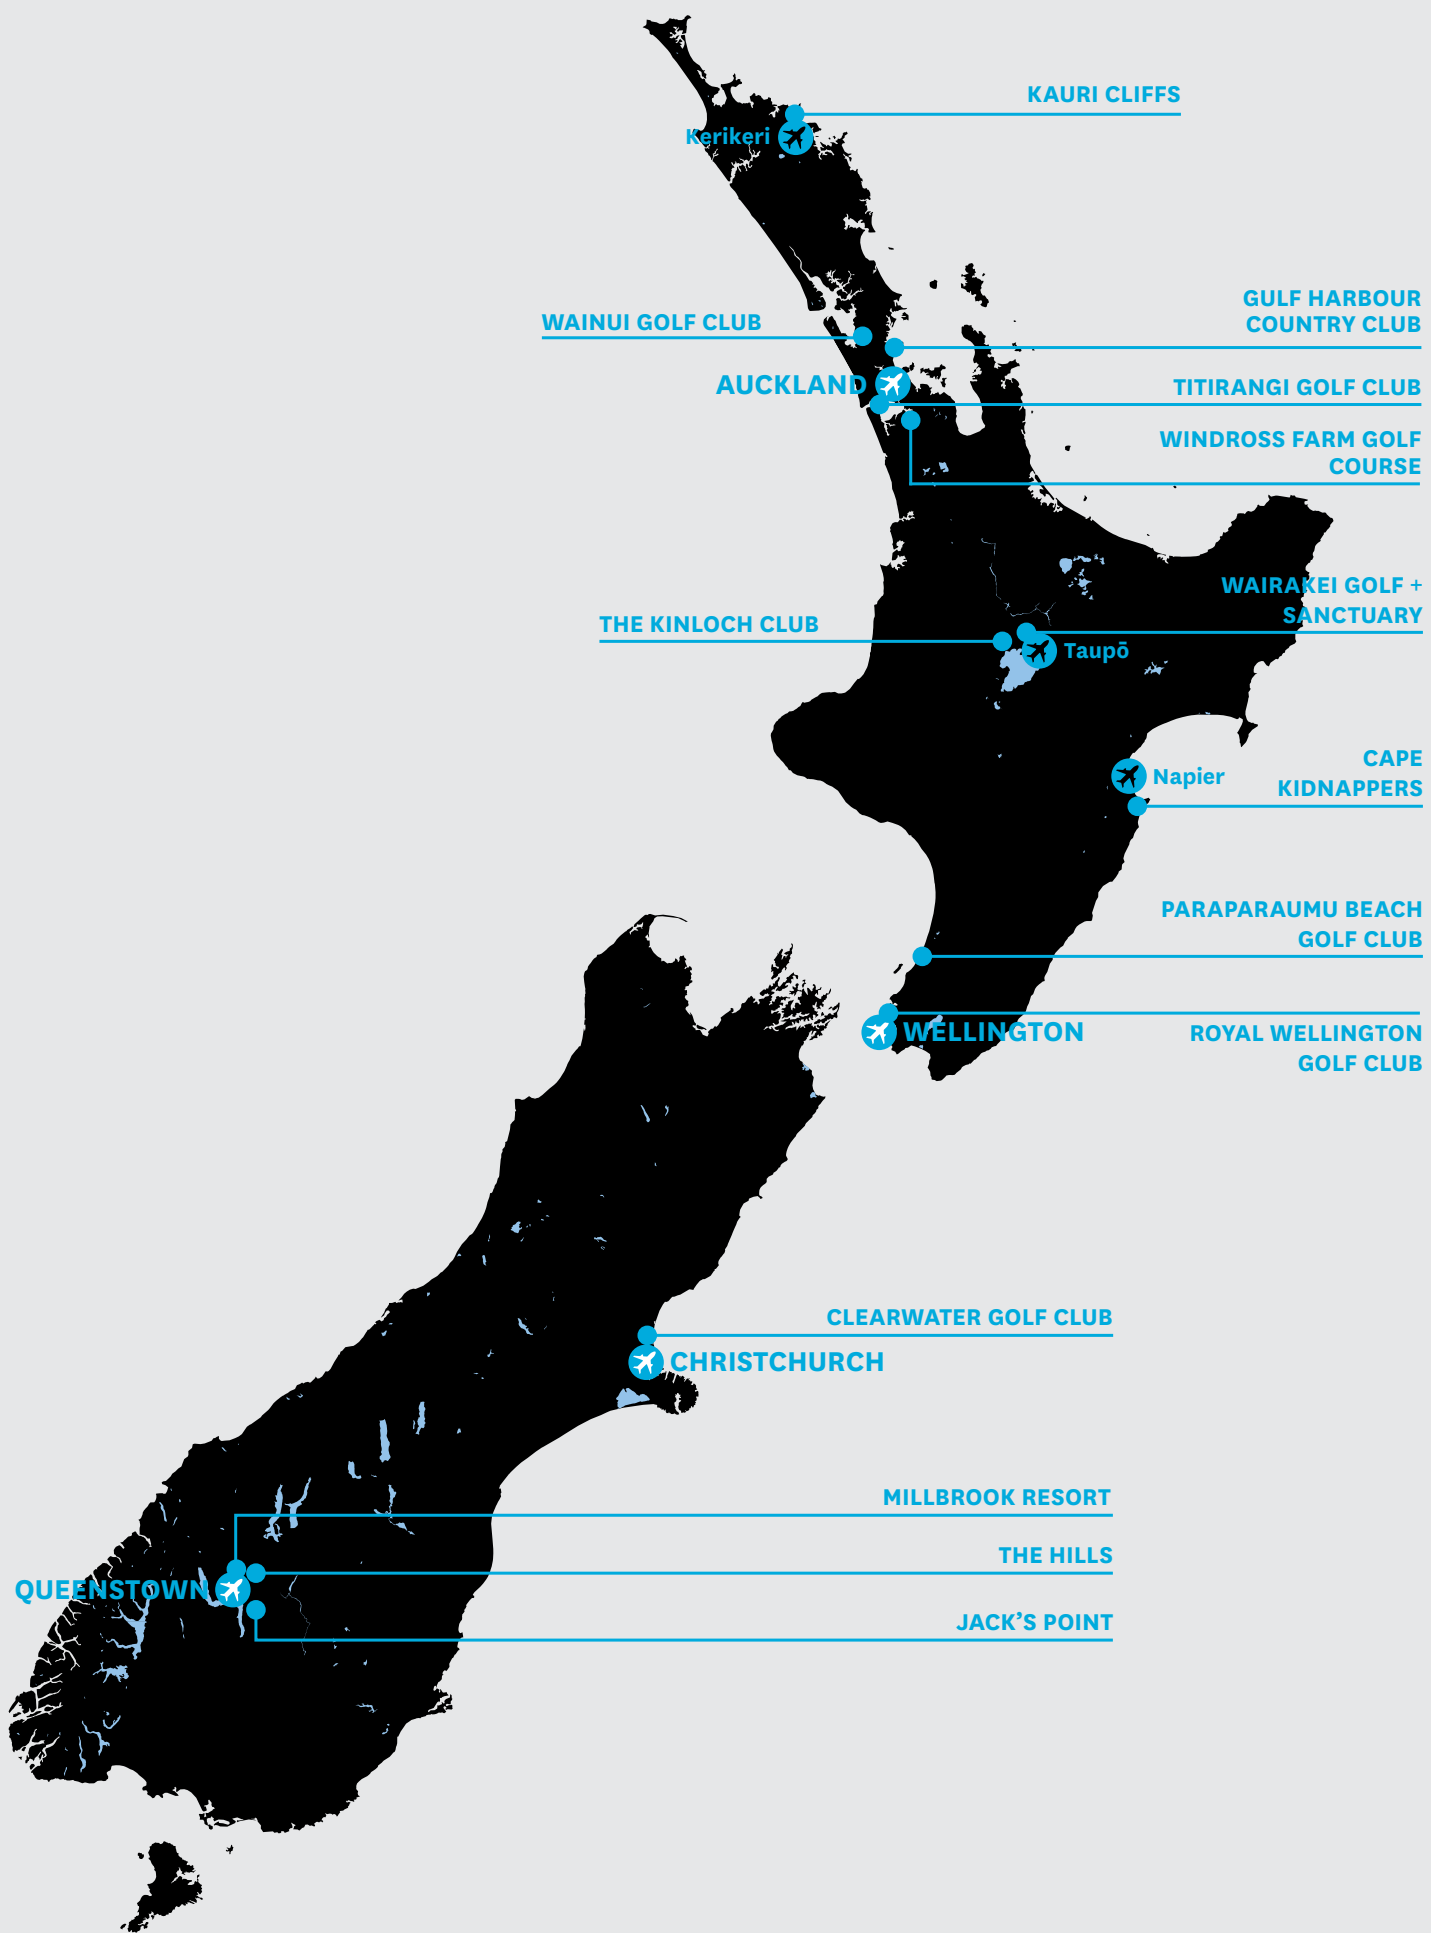 KAURI CLIFFS
Kerikeri
GULF HARBOUR
COUNTRY CLUB
WAINUI GOLF CLUB
AUCKLAND
TITIRANGI GOLF CLUB
WINDROSS FARM GOLF
COURSE
WAIRAKEI GOLF +
SANCTUARY
THE KINLOCH CLUB
Taupō
CAPE
KIDNAPPERS
Napier
PARAPARAUMU BEACH
GOLF CLUB
WELLINGTON
ROYAL WELLINGTON
GOLF CLUB
CLEARWATER GOLF CLUB
CHRISTCHURCH
MILLBROOK RESORT
THE HILLS
QUEENSTOWN
JACK’S POINT